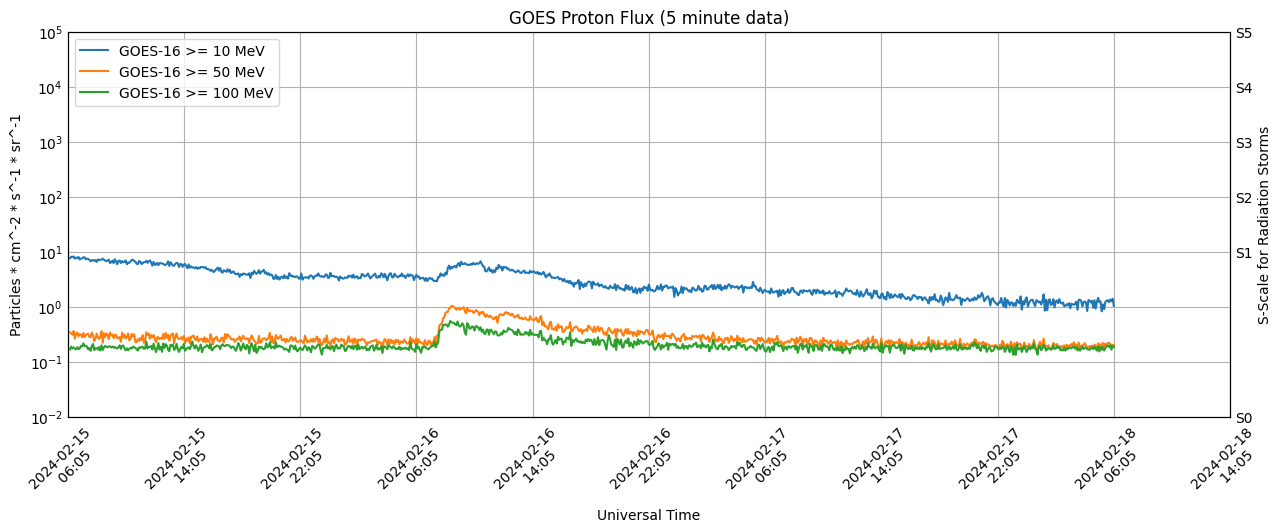 GOES Proton Flux (5 minute data)
GOES-16 >= 10 MeV
GOES-16 >= 50 MeV
GOES-16 >= 100 MeV
Particles * cm^-2 * s^-1 * sr^-1
10^5
10^4
10^3
10^2
10^1
10^0
10^-1
10^-2
S5
S4
S3
S2
S1
S0
S-Scale for Radiation Storms
2024-02-15
06:05
2024-02-15
14:05
2024-02-15
22:05
2024-02-16
06:05
2024-02-16
14:05
2024-02-16
22:05
2024-02-17
06:05
2024-02-17
14:05
2024-02-17
22:05
2024-02-18
06:05
2024-02-18
14:05
Universal Time